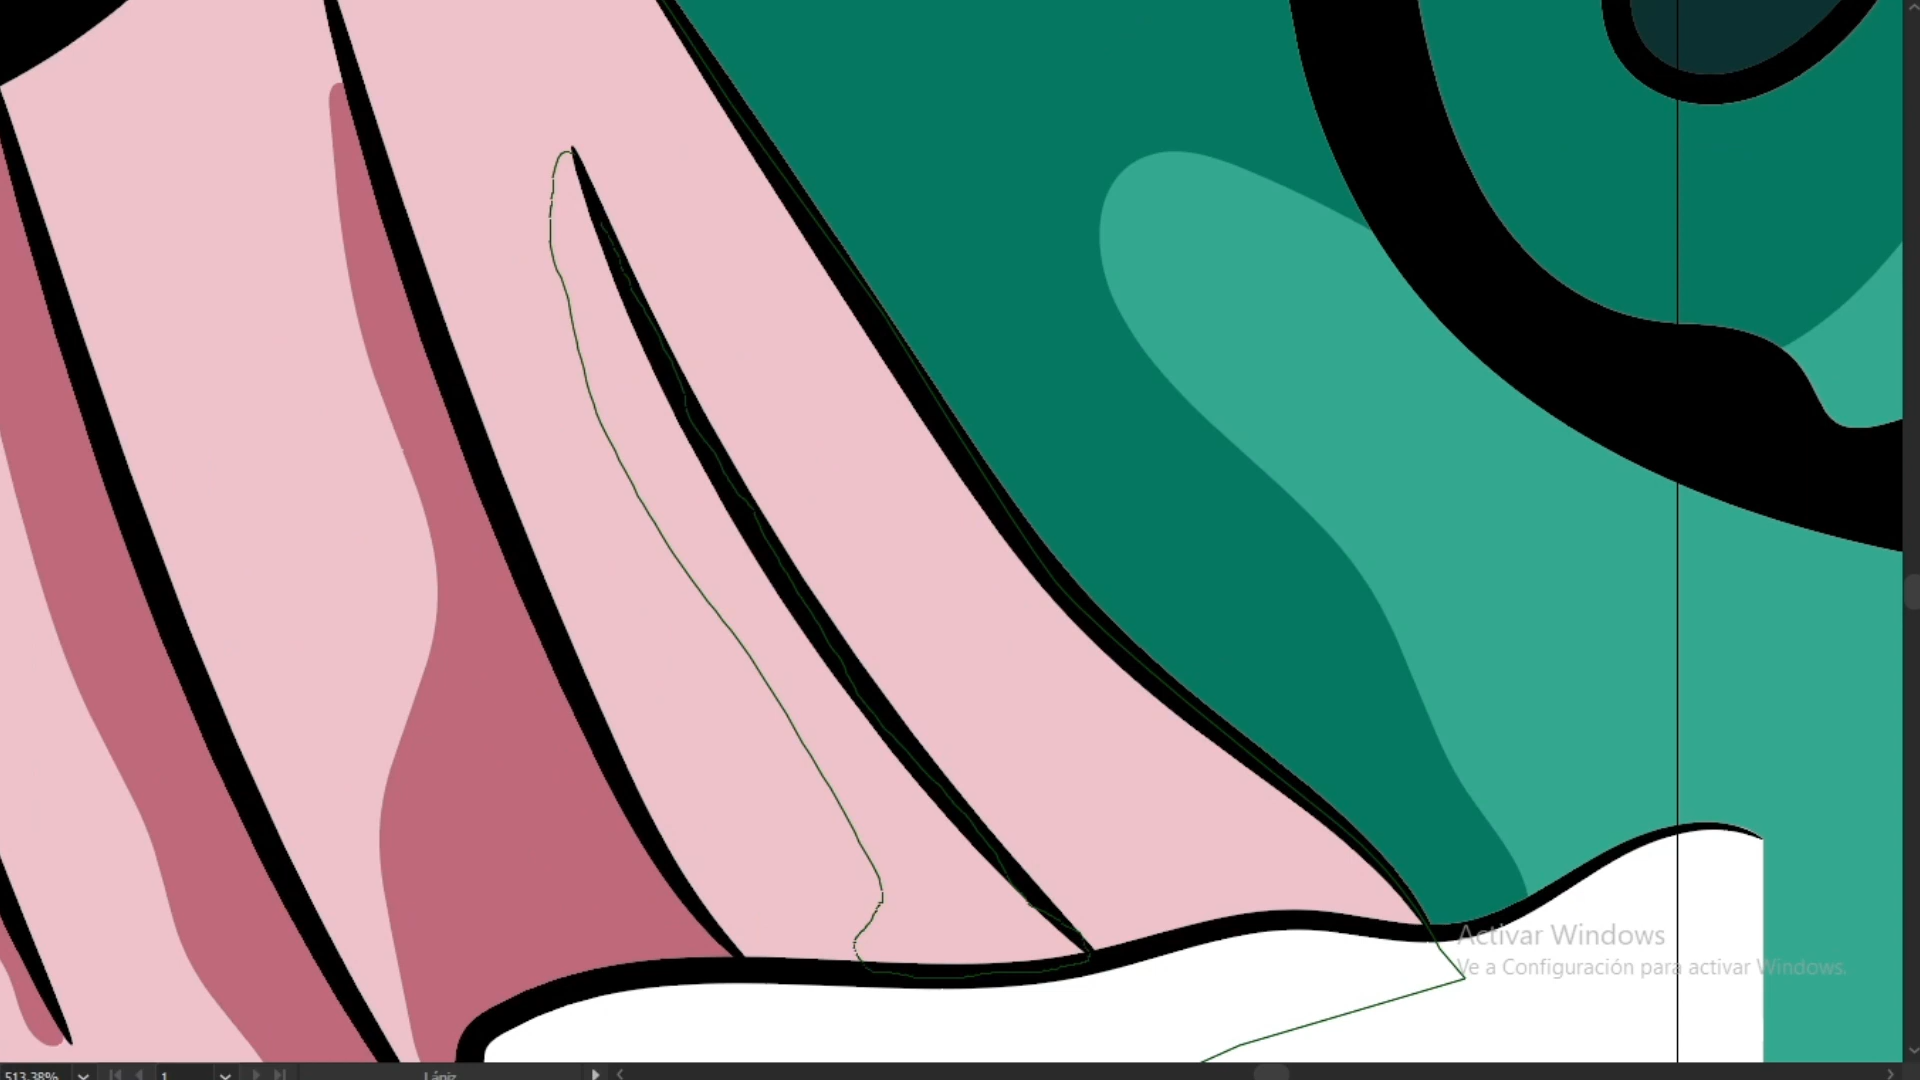 Activar Windows
Ve a Configuración para activar Windows.
513,38%
1
Lápiz